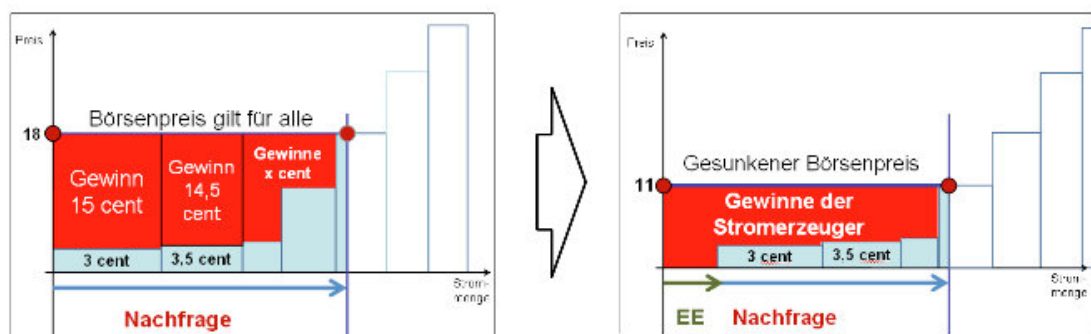 Preis
Börsenpreis gilt für alle
18
Gewinn
15 cent
Gewinn
14,5
cent
Gewinne
x cent
3 cent
3,5 cent
Strom-
menge
Nachfrage
Preis
Gesunkener Börsenpreis
11
Gewinne der
Stromerzeuger
3 cent
3,5 cent
Strom-
menge
EE
Nachfrage